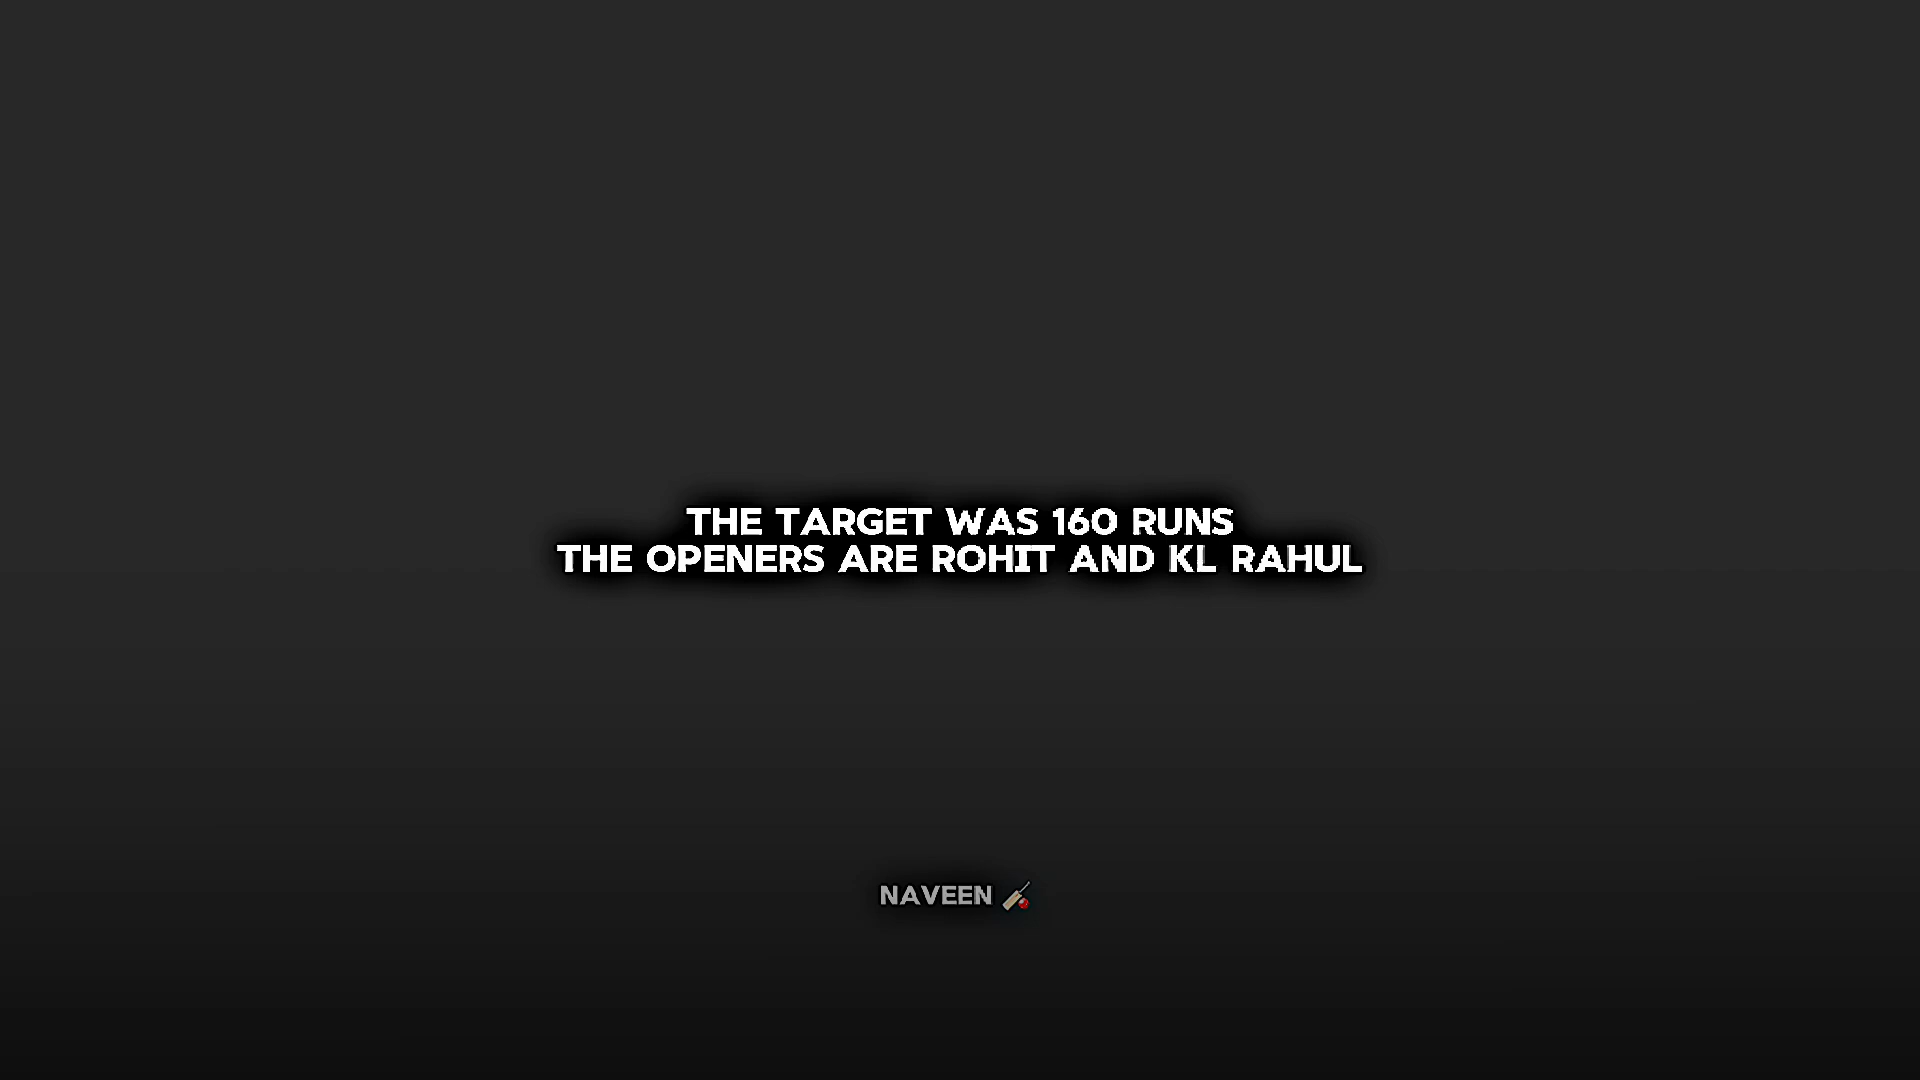 THE TARGET WAS 160 RUNS
THE OPENERS ARE ROHIT AND KL RAHUL
NAVEEN 🏏